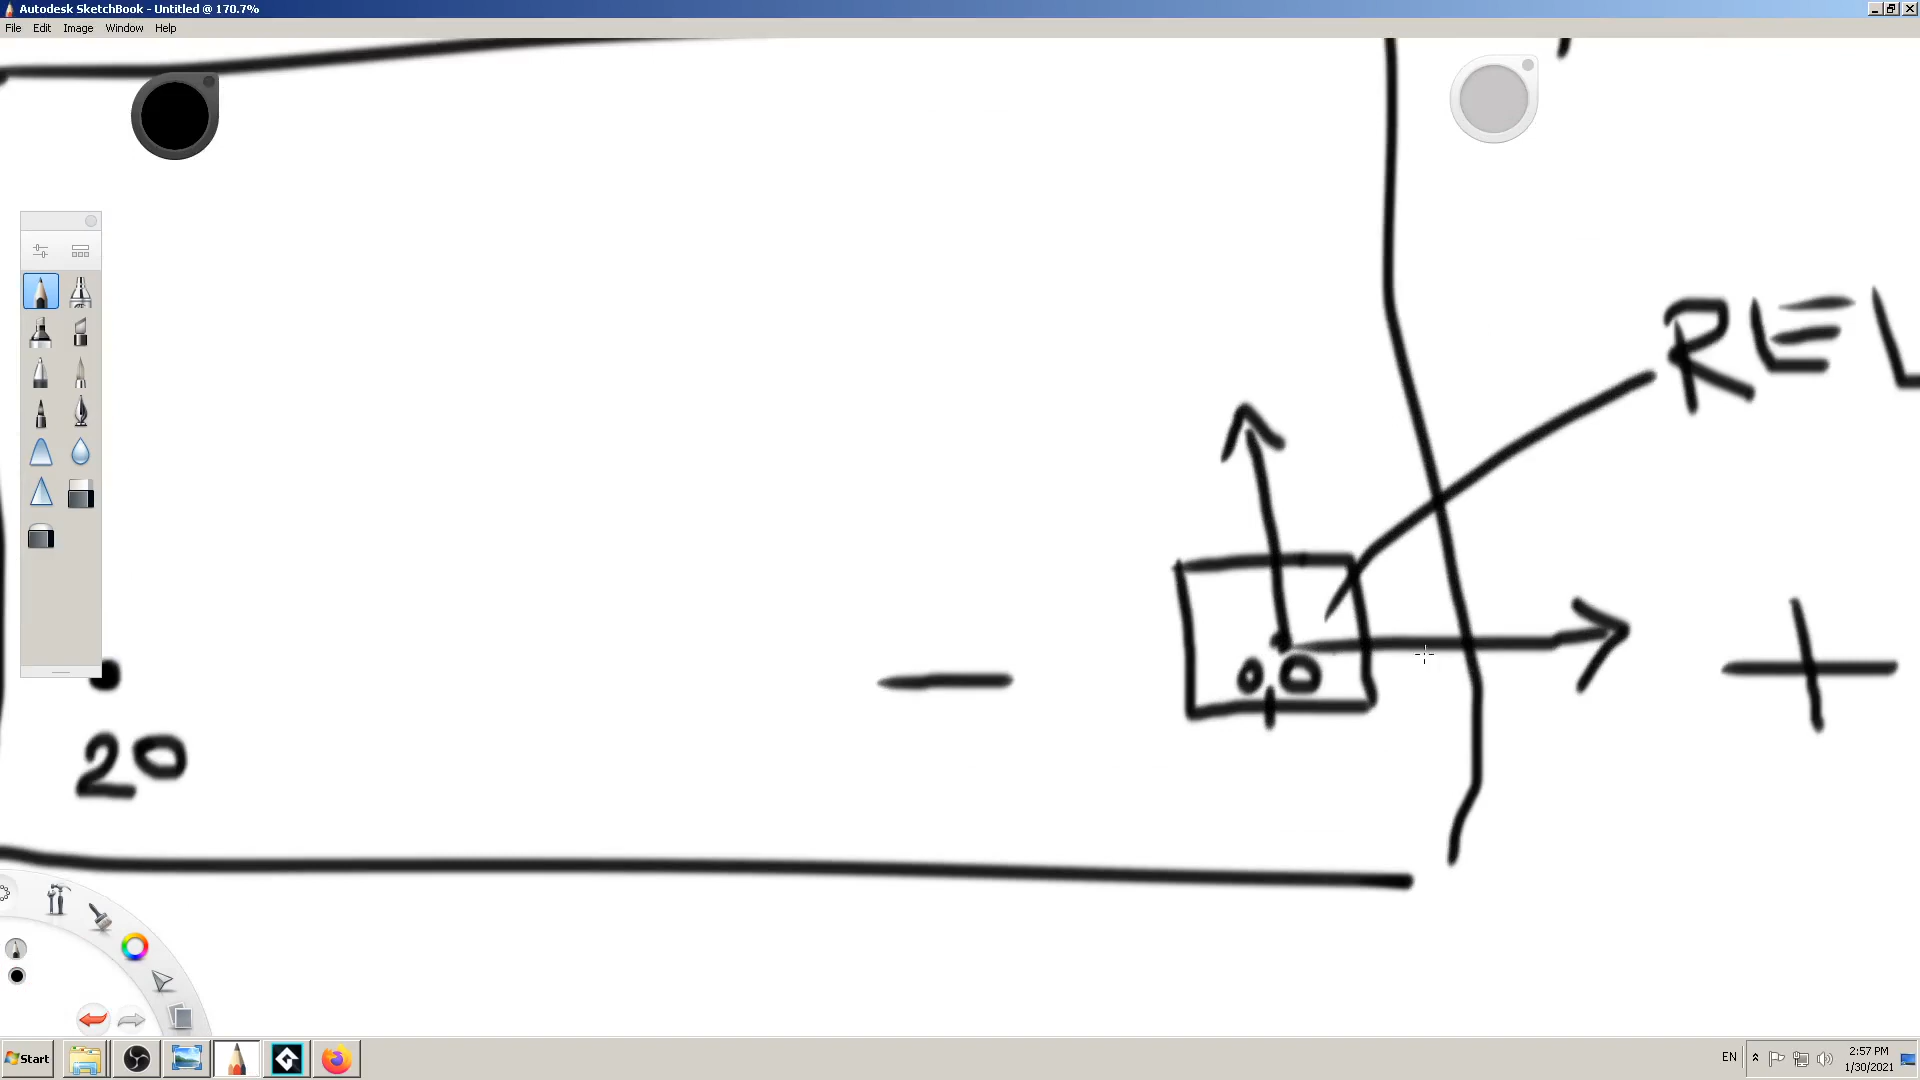 Autodesk SketchBook - Untitled @ 170.7%
File Edit Image Window Help
REL
0,0
20
Start
EN
2:57 PM
1/30/2021